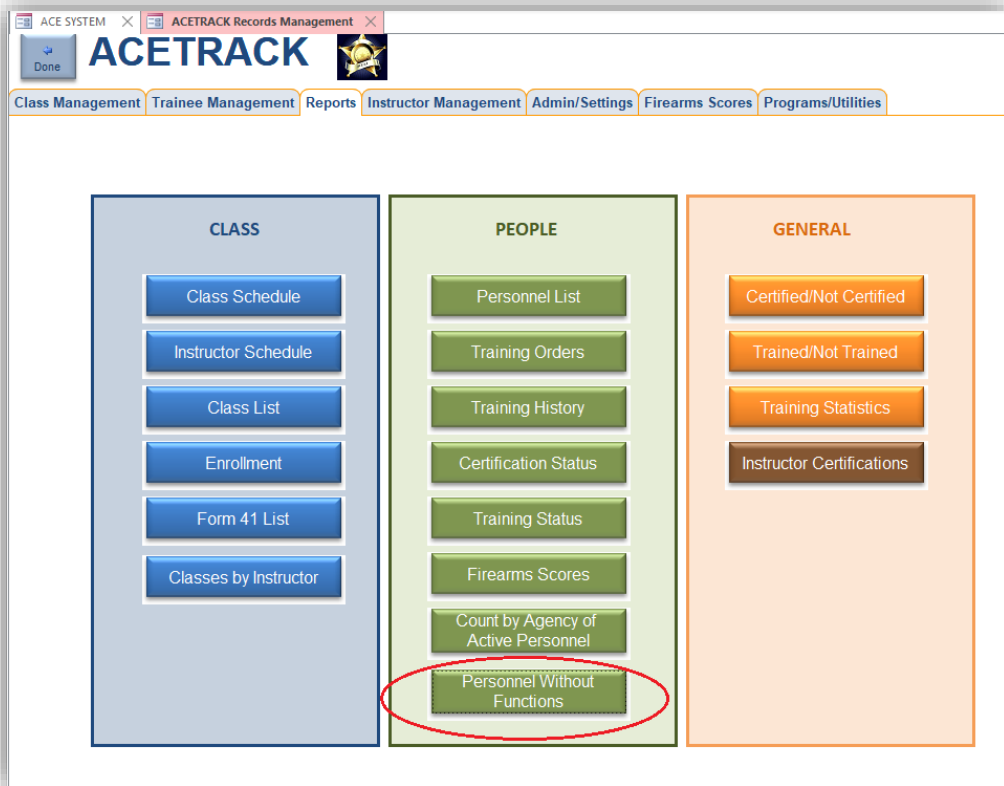 ACE SYSTEM
ACETRACK Records Management
Done
ACETRACK
Class Management
Trainee Management
Reports
Instructor Management
Admin/Settings
Firearms Scores
Programs/Utilities
CLASS
Class Schedule
Instructor Schedule
Class List
Enrollment
Form 41 List
Classes by Instructor
PEOPLE
Personnel List
Training Orders
Training History
Certification Status
Training Status
Firearms Scores
Count by Agency of
Active Personnel
Personnel Without
Functions
GENERAL
Certified/Not Certified
Trained/Not Trained
Training Statistics
Instructor Certifications